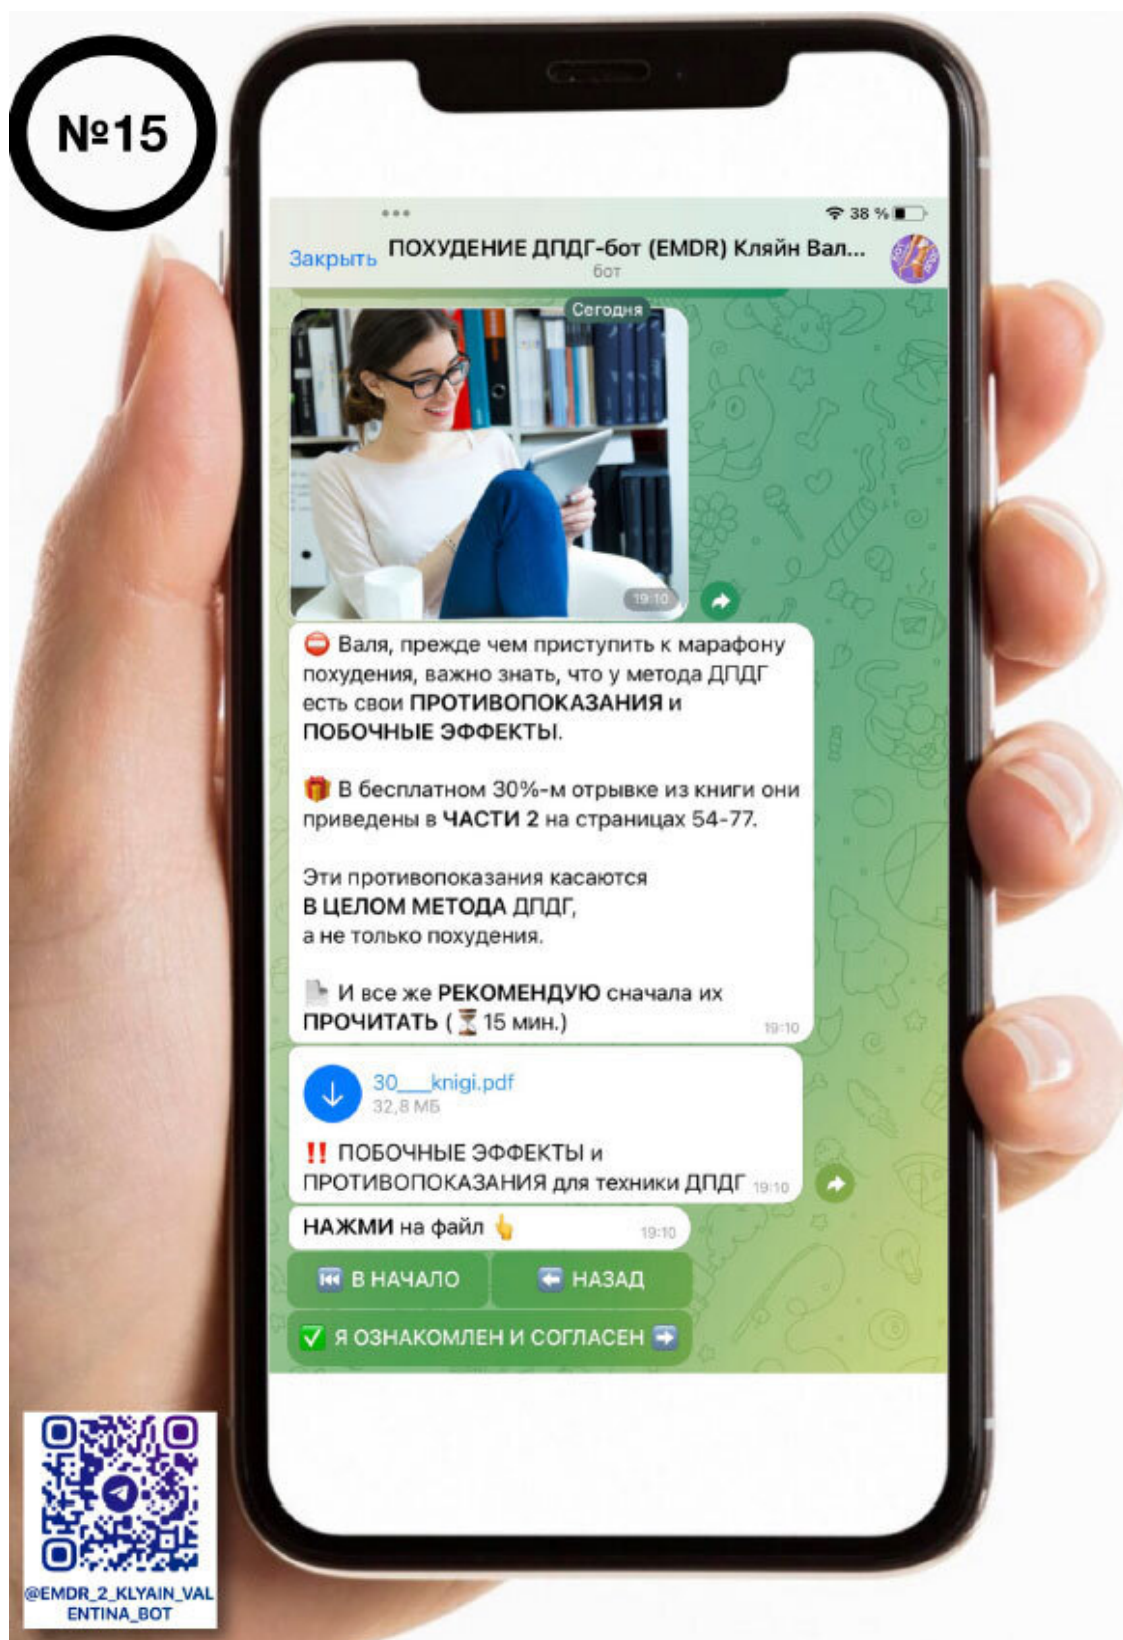 №15
38 %
Закрыть
ПОХУДЕНИЕ ДПДГ-бот (EMDR) Кляйн Вал...
бот
Сегодня
19:10
⛔ Валя, прежде чем приступить к марафону
похудения, важно знать, что у метода ДПДГ
есть свои ПРОТИВОПОКАЗАНИЯ и
ПОБОЧНЫЕ ЭФФЕКТЫ.
🎁 В бесплатном 30%-м отрывке из книги они
приведены в ЧАСТИ 2 на страницах 54-77.
Эти противопоказания касаются
В ЦЕЛОМ МЕТОДА ДПДГ,
а не только похудения.
И все же РЕКОМЕНДУЮ сначала их
ПРОЧИТАТЬ (⏳ 15 мин.)
19:10
30___knigi.pdf
32,8 МБ
‼️ ПОБОЧНЫЕ ЭФФЕКТЫ и
ПРОТИВОПОКАЗАНИЯ для техники ДПДГ 19:10
НАЖМИ на файл 👆 19:10
⏮ В НАЧАЛО
⬅️ НАЗАД
✅ Я ОЗНАКОМЛЕН И СОГЛАСЕН ➡️
@EMDR_2_KLYAIN_VAL
ENTINA_BOT